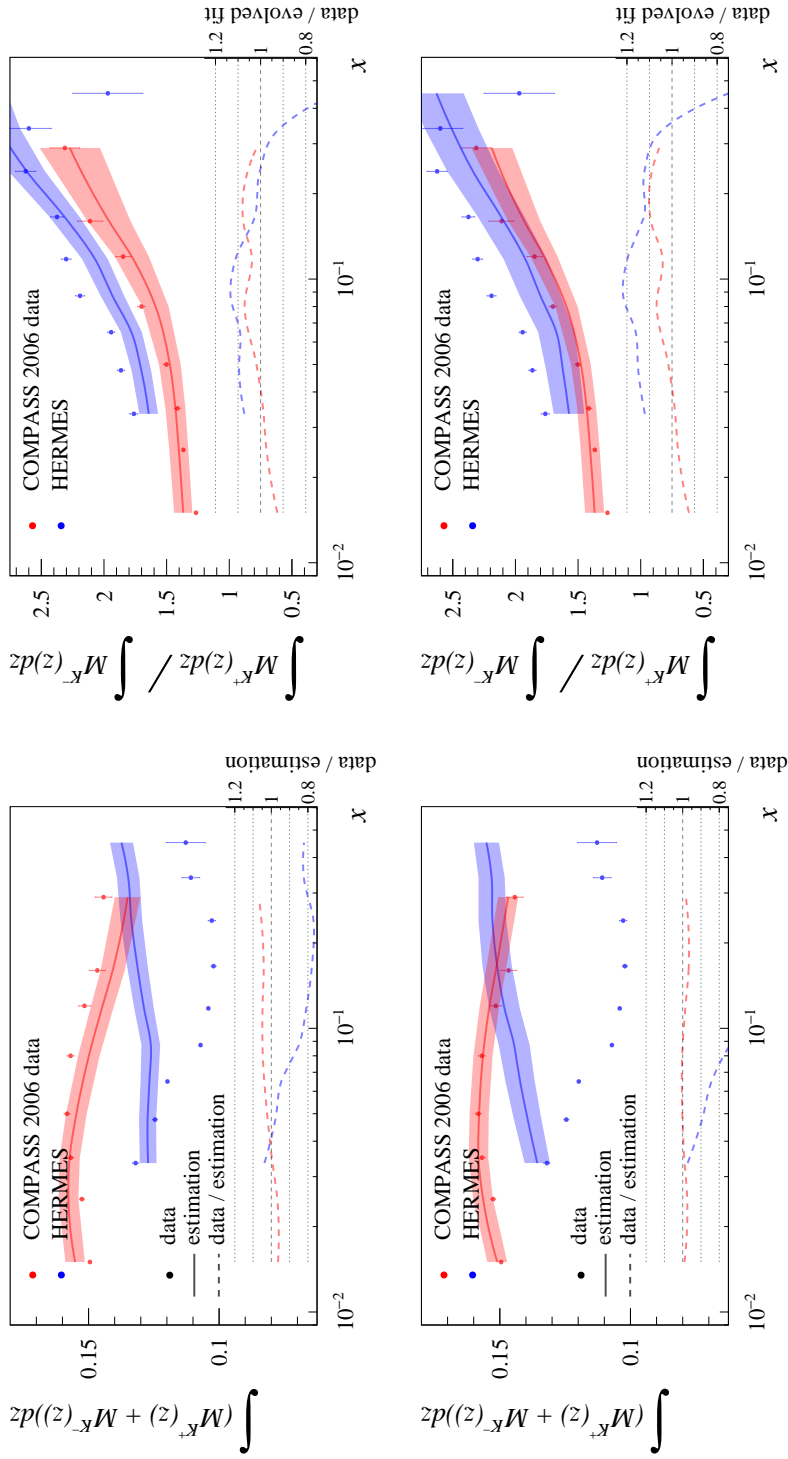 ∫(M^{K⁺}(z) + M^{K⁻}(z))dz
0.15
0.1
COMPASS 2006 data
HERMES
data
estimation
data / estimation
1.2
1
0.8
data / estimation
10⁻²
10⁻¹
x
∫ M^{K⁺}(z)dz / ∫ M^{K⁻}(z)dz
2.5
2
1.5
1
0.5
COMPASS 2006 data
HERMES
1.2
1
0.8
data / evolved fit
10⁻²
10⁻¹
x
∫(M^{K⁺}(z) + M^{K⁻}(z))dz
0.15
0.1
COMPASS 2006 data
HERMES
data
estimation
data / estimation
1.2
1
0.8
data / estimation
10⁻²
10⁻¹
x
∫ M^{K⁺}(z)dz / ∫ M^{K⁻}(z)dz
2.5
2
1.5
1
0.5
COMPASS 2006 data
HERMES
1.2
1
0.8
data / evolved fit
10⁻²
10⁻¹
x